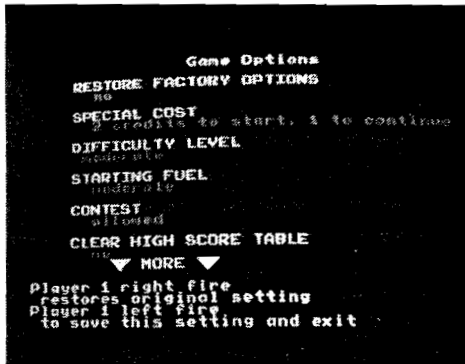 Game Options
RESTORE FACTORY OPTIONS
no
SPECIAL COST
2 credits to start, 1 to continue
DIFFICULTY LEVEL
moderate
STARTING FUEL
moderate
CONTEST
allowed
CLEAR HIGH SCORE TABLE
no
MORE
Player 1 right fire
restores original setting
Player 1 left fire
to save this setting and exit